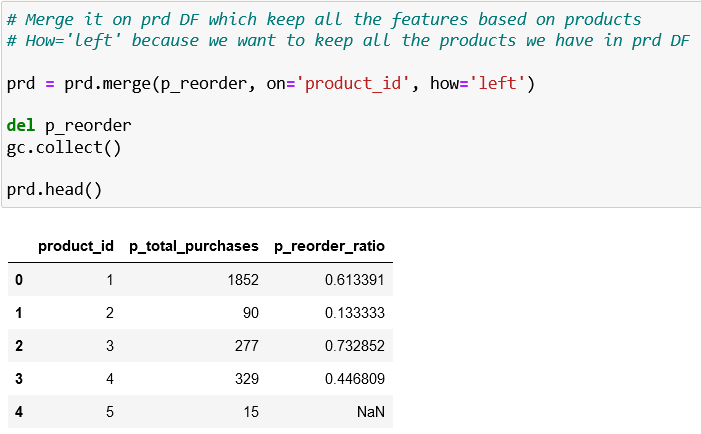 # Merge it on prd DF which keep all the features based on products
# How='left' because we want to keep all the products we have in prd DF
prd = prd.merge(p_reorder, on='product_id', how='left')
del p_reorder
gc.collect()
prd.head()
product_id p_total_purchases p_reorder_ratio
0 1 1852 0.613391
1 2 90 0.133333
2 3 277 0.732852
3 4 329 0.446809
4 5 15 NaN